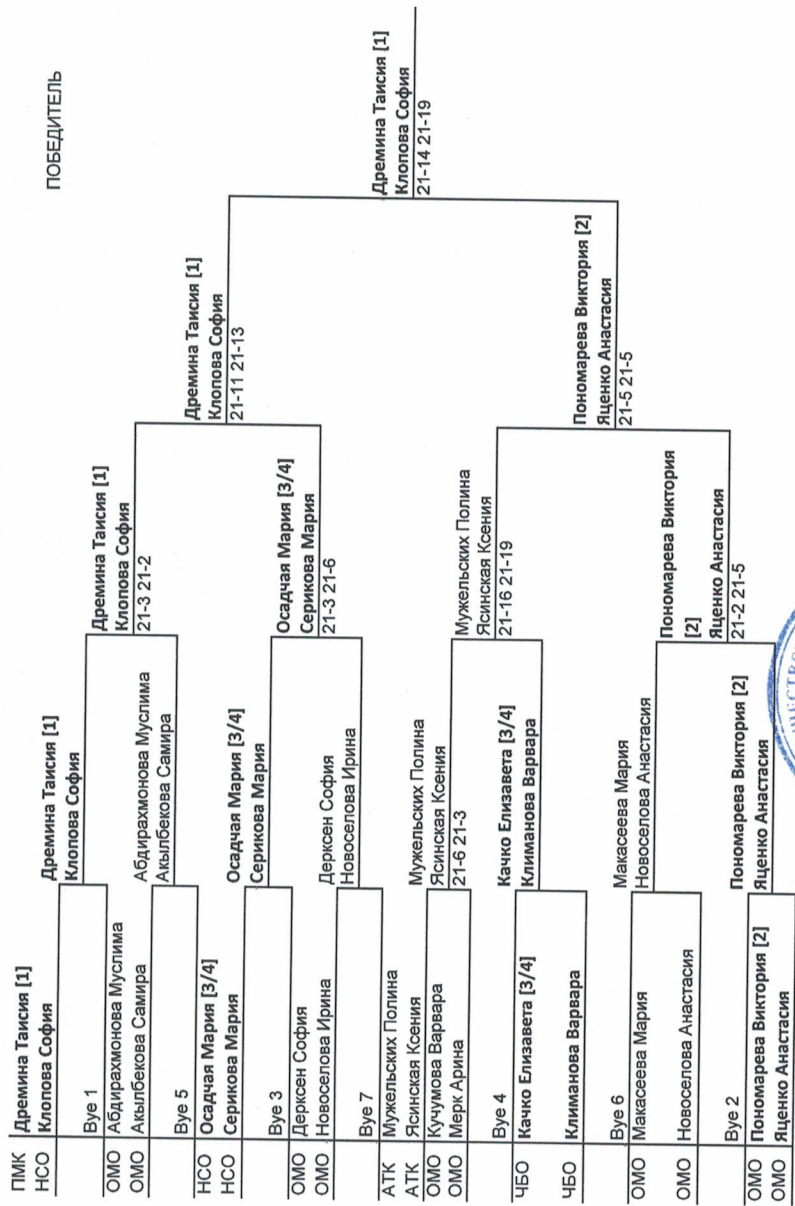 ПМК Дремина Таисия [1]
НСО Клопова София
Bye 1
ОМО Абдирахмонова Муслима
ОМО Акылбекова Самира
Bye 5
НСО Осадчая Мария [3/4]
НСО Серикова Мария
Bye 3
ОМО Дерксен София
ОМО Новоселова Ирина
Bye 7
АТК Мужельских Полина
АТК Ясинская Ксения
ОМО Кучумова Варвара
ОМО Мерк Арина
Bye 4
ЧБО Качко Елизавета [3/4]
ЧБО Климанова Варвара
Bye 6
ОМО Макасеева Мария
ОМО Новоселова Анастасия
Bye 2
ОМО Пономарева Виктория [2]
ОМО Яценко Анастасия
Дремина Таисия [1]
Клопова София
Абдирахмонова Муслима
Акылбекова Самира
Осадчая Мария [3/4]
Серикова Мария
Дерксен София
Новоселова Ирина
Мужельских Полина
Ясинская Ксения
21-6 21-3
Качко Елизавета [3/4]
Климанова Варвара
Макасеева Мария
Новоселова Анастасия
Пономарева Виктория [2]
Яценко Анастасия
Дремина Таисия [1]
Клопова София
21-3 21-2
Осадчая Мария [3/4]
Серикова Мария
21-3 21-6
Мужельских Полина
Ясинская Ксения
21-16 21-19
Пономарева Виктория
[2]
Яценко Анастасия
21-2 21-5
Дремина Таисия [1]
Клопова София
21-11 21-13
Пономарева Виктория [2]
Яценко Анастасия
21-5 21-5
ПОБЕДИТЕЛЬ
Дремина Таисия [1]
Клопова София
21-14 21-19